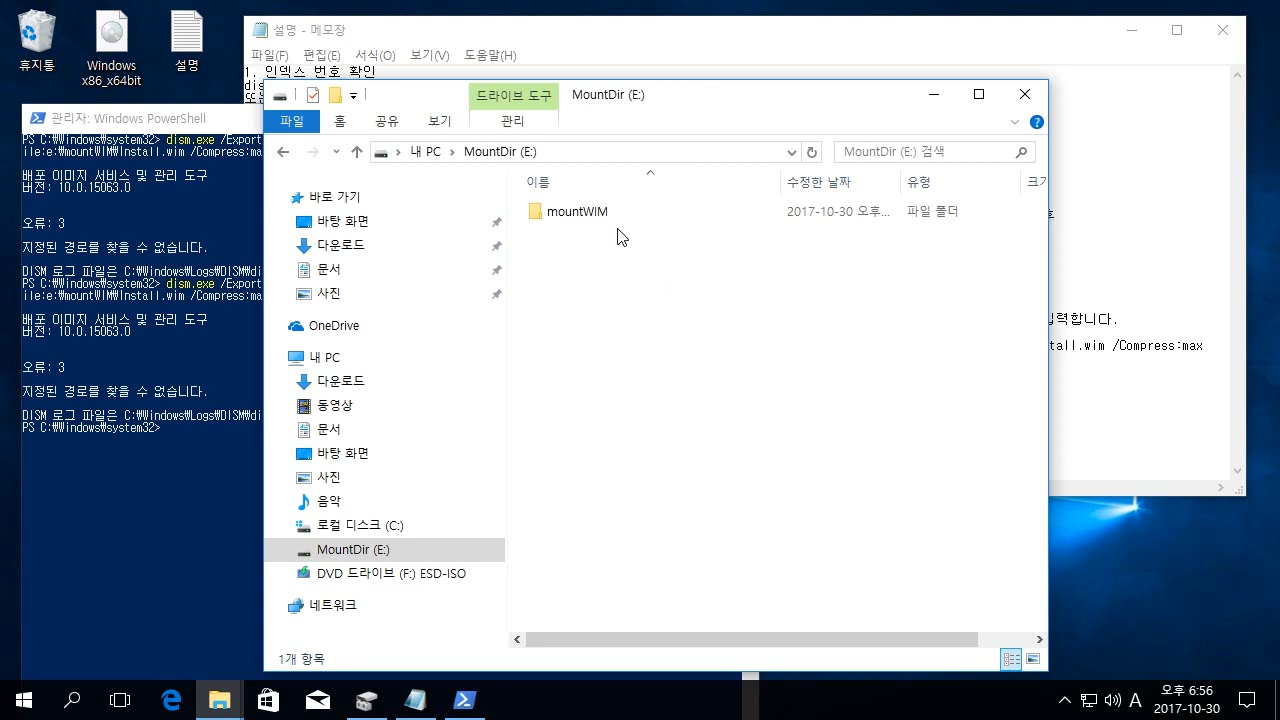 휴지통
Windows
x86_x64bit
설명
설명 - 메모장
파일(F) 편집(E) 서식(O) 보기(V) 도움말(H)
1. 인덱스 번호 확인
입력합니다.
tall.wim /Compress:max
관리자: Windows PowerShell
PS C:\Windows\system32> dism.exe /Export
ile:e:\mountWIM\Install.wim /Compress:ma
배포 이미지 서비스 및 관리 도구
버전: 10.0.15063.0
오류: 3
지정된 경로를 찾을 수 없습니다.
DISM 로그 파일은 C:\Windows\Logs\DISM\di
PS C:\Windows\system32> dism.exe /Export
ile:e:\mountWIM\Install.wim /Compress:ma
배포 이미지 서비스 및 관리 도구
버전: 10.0.15063.0
오류: 3
지정된 경로를 찾을 수 없습니다.
DISM 로그 파일은 C:\Windows\Logs\DISM\di
PS C:\Windows\system32>
드라이브 도구 MountDir (E:)
파일 홈 공유 보기 관리
내 PC MountDir (E:)
MountDir (E:) 검색
이름 수정한 날짜 유형 크기
mountWIM 2017-10-30 오후... 파일 폴더
바로 가기
바탕 화면
다운로드
문서
사진
OneDrive
내 PC
다운로드
동영상
문서
바탕 화면
사진
음악
로컬 디스크 (C:)
MountDir (E:)
DVD 드라이브 (F:) ESD-ISO
네트워크
1개 항목
A
오후 6:56
2017-10-30